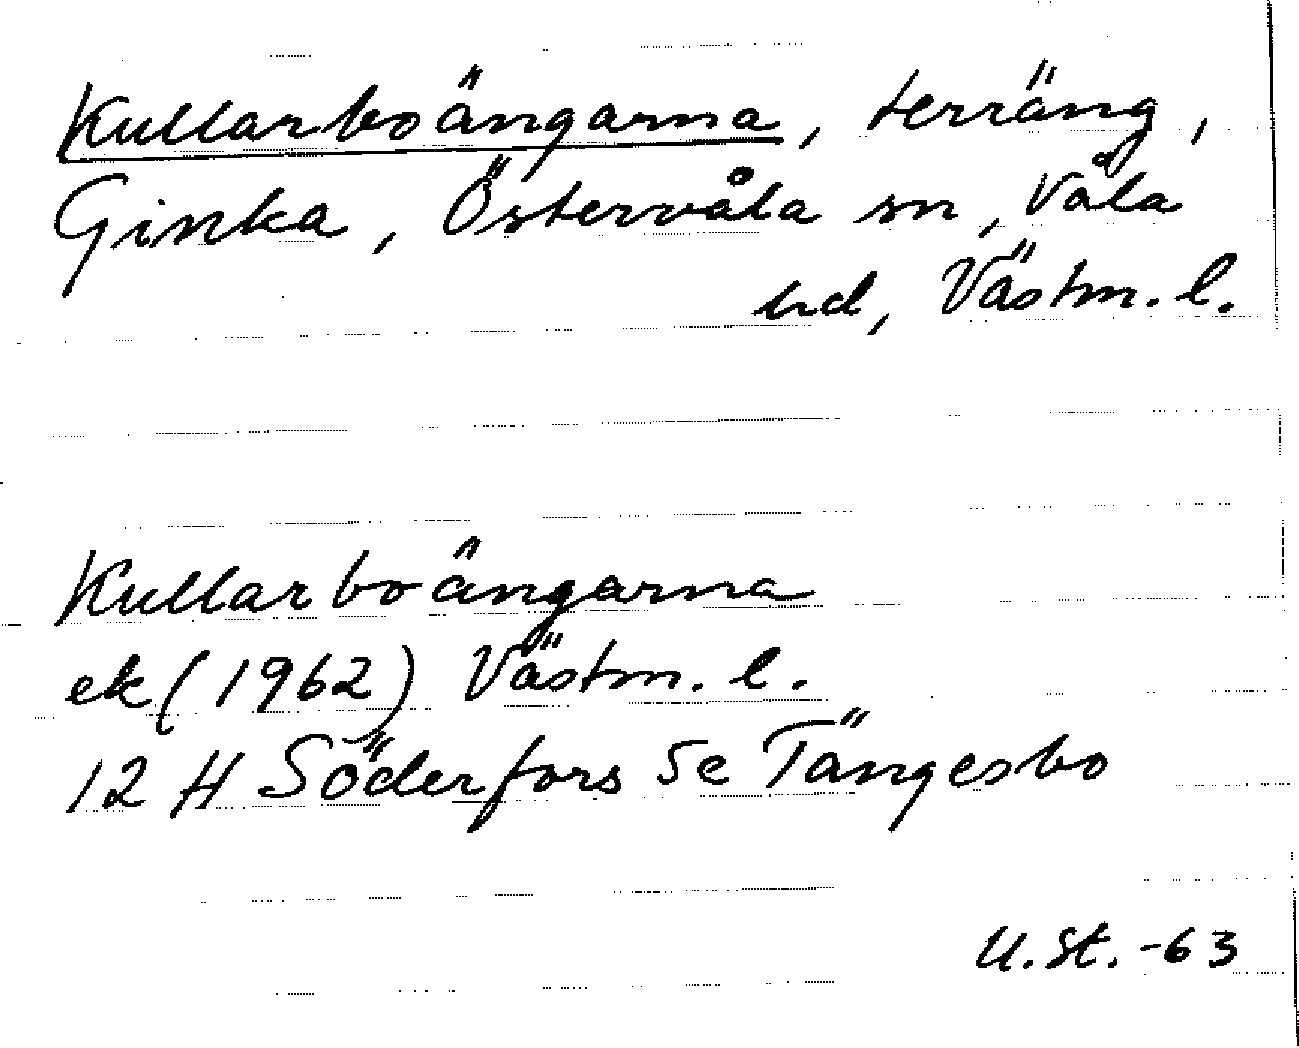 Kullarboängarna, terräng,
Ginka, Östervåla sn, Våla
hd, Västm. l.
Kullarboängarna
ek (1962) Västm. l.
12 H Söderfors 5e Tängesbo
U. St. -63